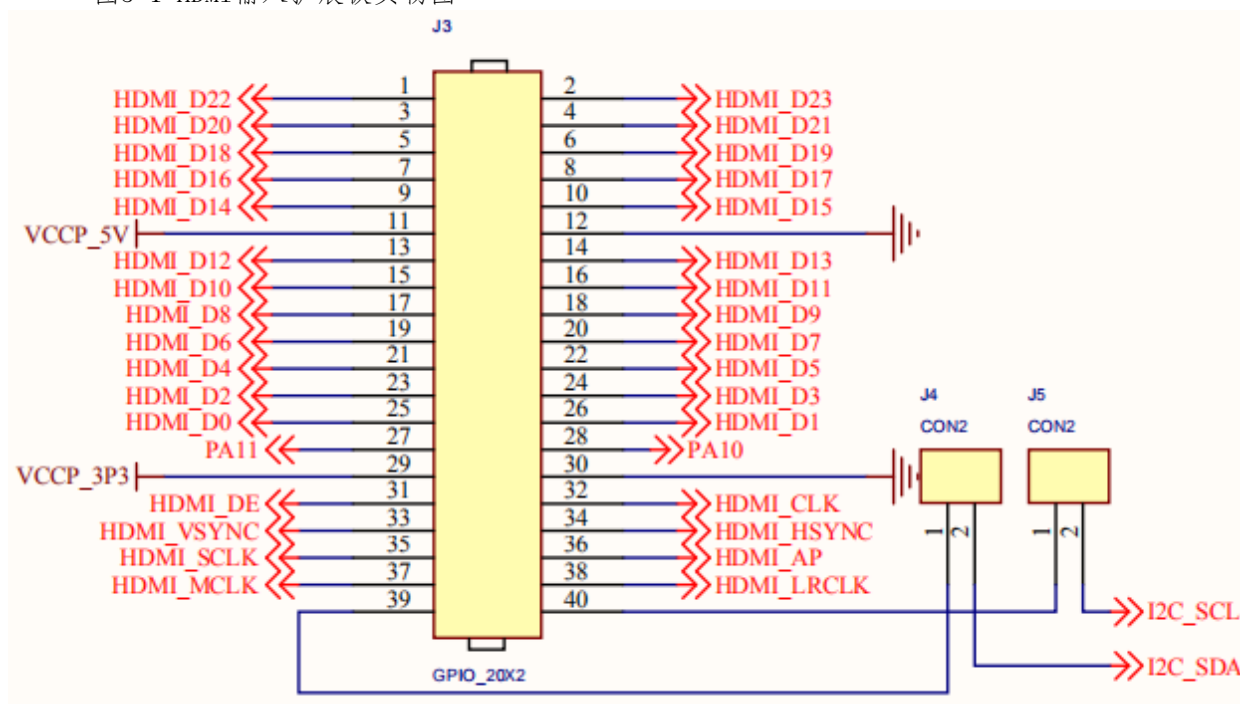 J3
1 2
HDMI_D22 HDMI_D23
3 4
HDMI_D20 HDMI_D21
5 6
HDMI_D18 HDMI_D19
7 8
HDMI_D16 HDMI_D17
9 10
HDMI_D14 HDMI_D15
11 12
VCCP_5V
13 14
HDMI_D12 HDMI_D13
15 16
HDMI_D10 HDMI_D11
17 18
HDMI_D8 HDMI_D9
19 20
HDMI_D6 HDMI_D7
21 22
HDMI_D4 HDMI_D5
23 24
HDMI_D2 HDMI_D3
25 26
HDMI_D0 HDMI_D1
27 28
PA11 PA10
29 30
VCCP_3P3
31 32
HDMI_DE HDMI_CLK
33 34
HDMI_VSYNC HDMI_HSYNC
35 36
HDMI_SCLK HDMI_AP
37 38
HDMI_MCLK HDMI_LRCLK
39 40
GPIO_20X2
J4 J5
CON2 CON2
1 2 1 2
I2C_SCL
I2C_SDA